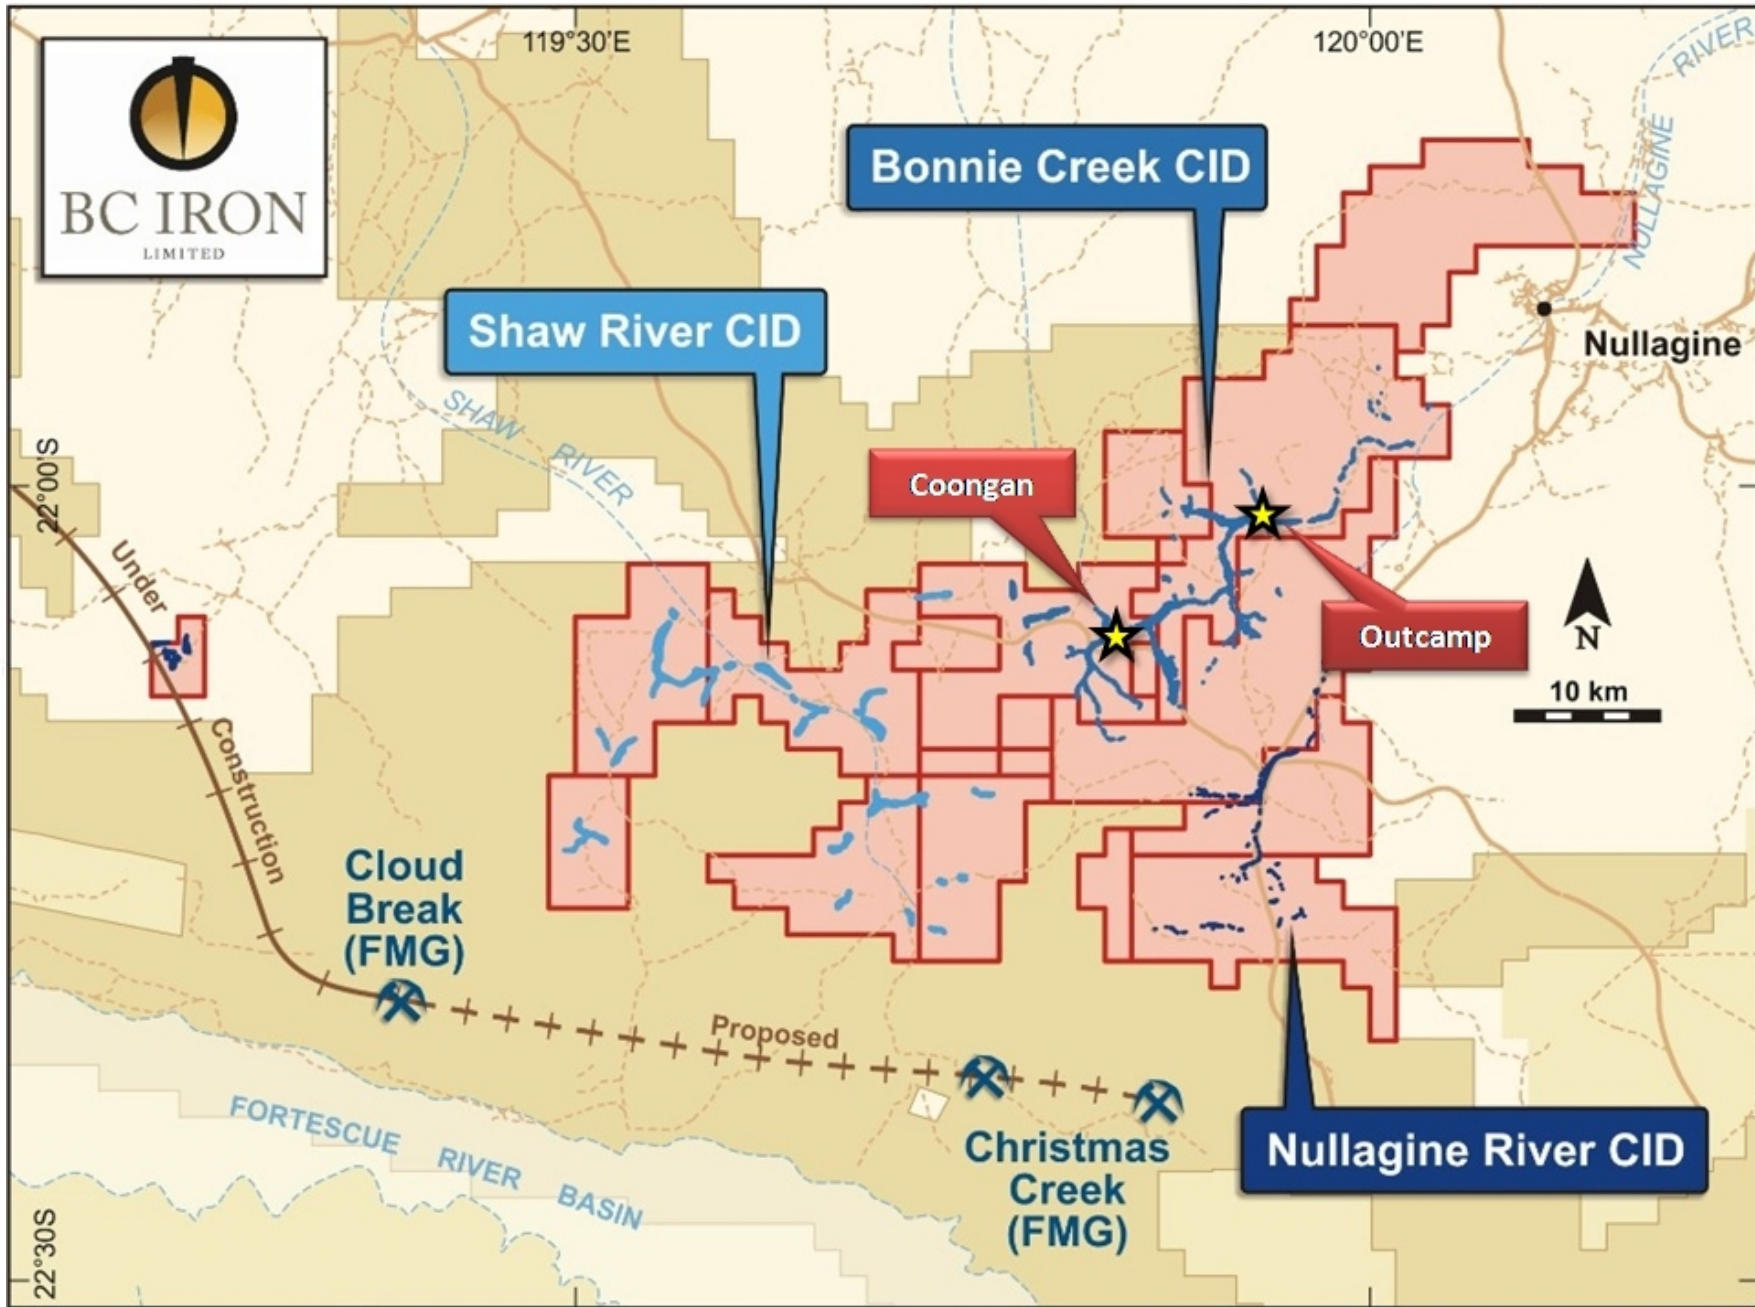 119°30'E
120°00'E
RIVER
NULLAGINE
BC IRON
LIMITED
Bonnie Creek CID
Shaw River CID
Nullagine
SHAW RIVER
Coongan
22°00'S
Under
Outcamp
N
10 km
Construction
Cloud
Break
(FMG)
Proposed
FORTESCUE RIVER BASIN
Christmas
Creek
(FMG)
Nullagine River CID
22°30'S